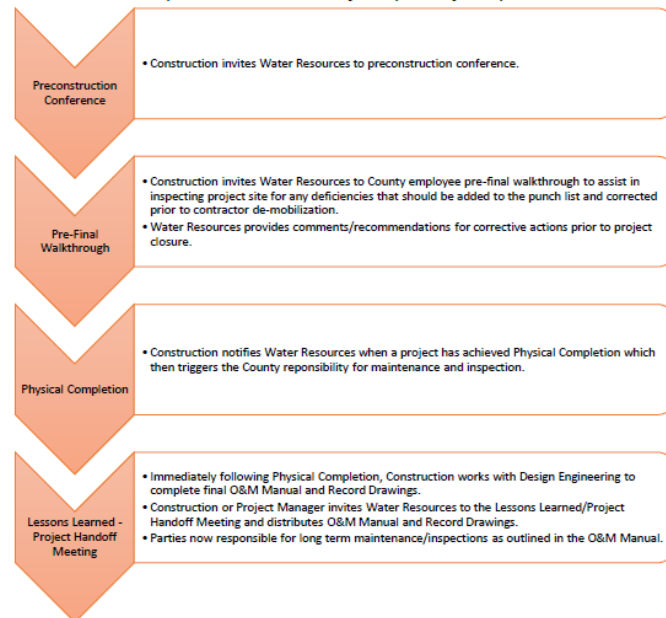 Preconstruction
Conference
• Construction invites Water Resources to preconstruction conference.
Pre-Final
Walkthrough
• Construction invites Water Resources to County employee pre-final walkthrough to assist in
inspecting project site for any deficiencies that should be added to the punch list and corrected
prior to contractor de-mobilization.
• Water Resources provides comments/recommendations for corrective actions prior to project
closure.
Physical Completion
• Construction notifies Water Resources when a project has achieved Physical Completion which
then triggers the County reponsibility for maintenance and inspection.
Lessons Learned -
Project Handoff
Meeting
• Immediately following Physical Completion, Construction works with Design Engineering to
complete final O&M Manual and Record Drawings.
• Construction or Project Manager invites Water Resources to the Lessons Learned/Project
Handoff Meeting and distributes O&M Manual and Record Drawings.
• Parties now responsible for long term maintenance/inspections as outlined in the O&M Manual.